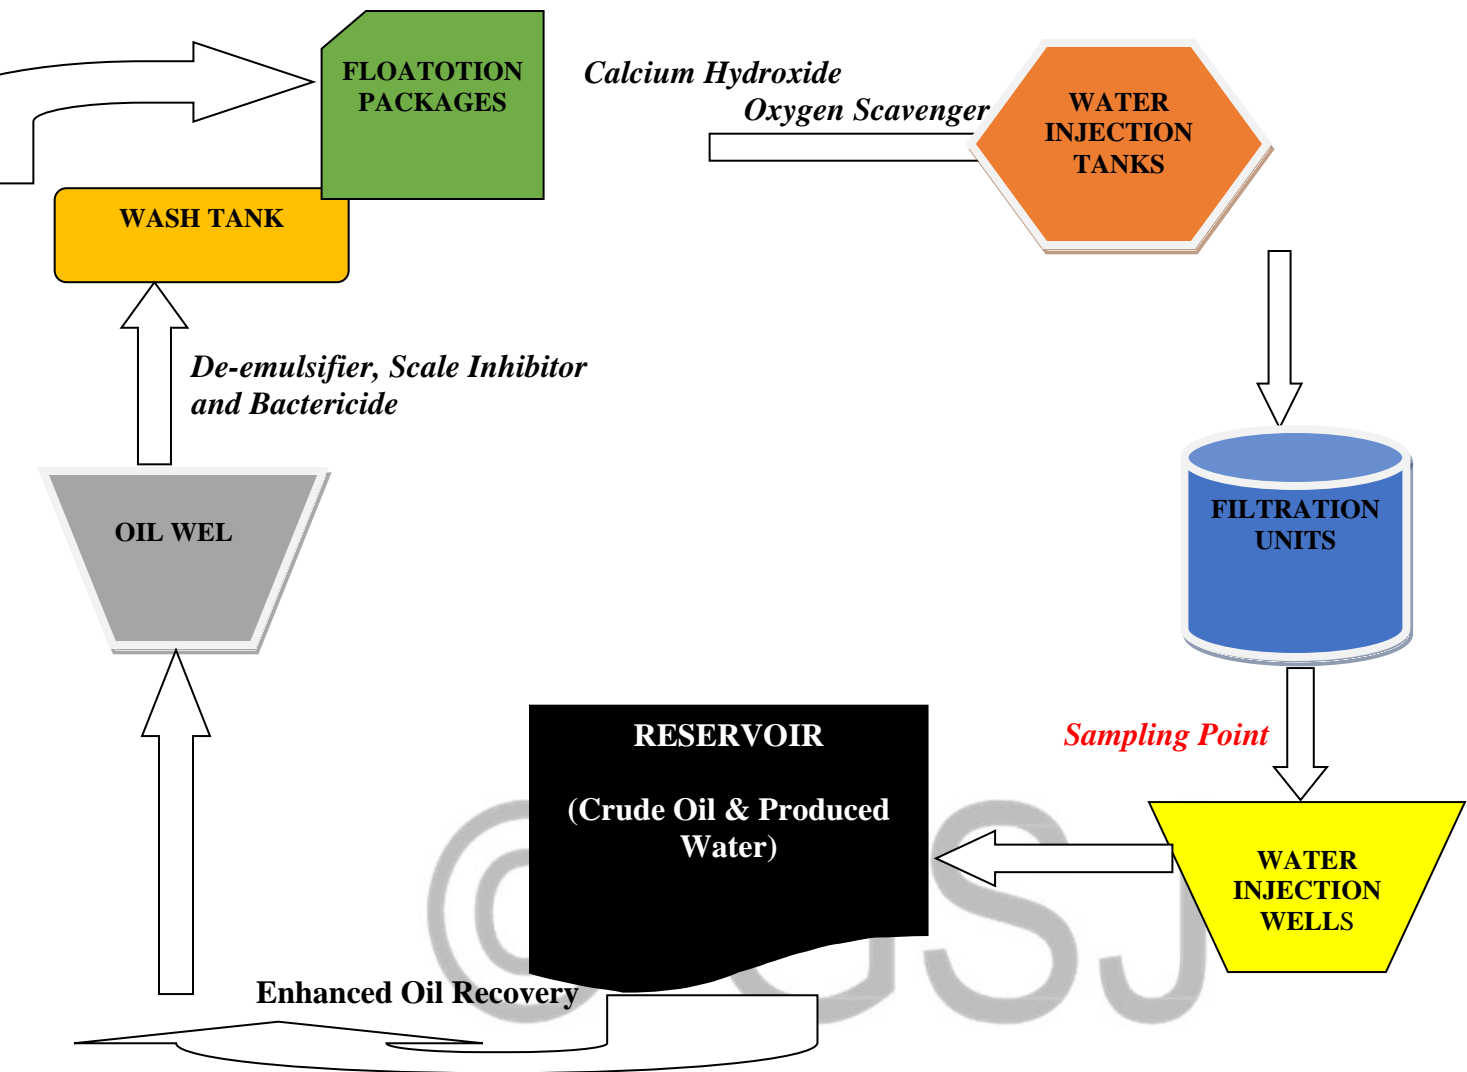 FLOATOTION
PACKAGES
Calcium Hydroxide
Oxygen Scavenger
WATER
INJECTION
TANKS
WASH TANK
De-emulsifier, Scale Inhibitor
and Bactericide
OIL WEL
FILTRATION
UNITS
RESERVOIR
(Crude Oil & Produced
Water)
Sampling Point
WATER
INJECTION
WELLS
Enhanced Oil Recovery
© GSJ